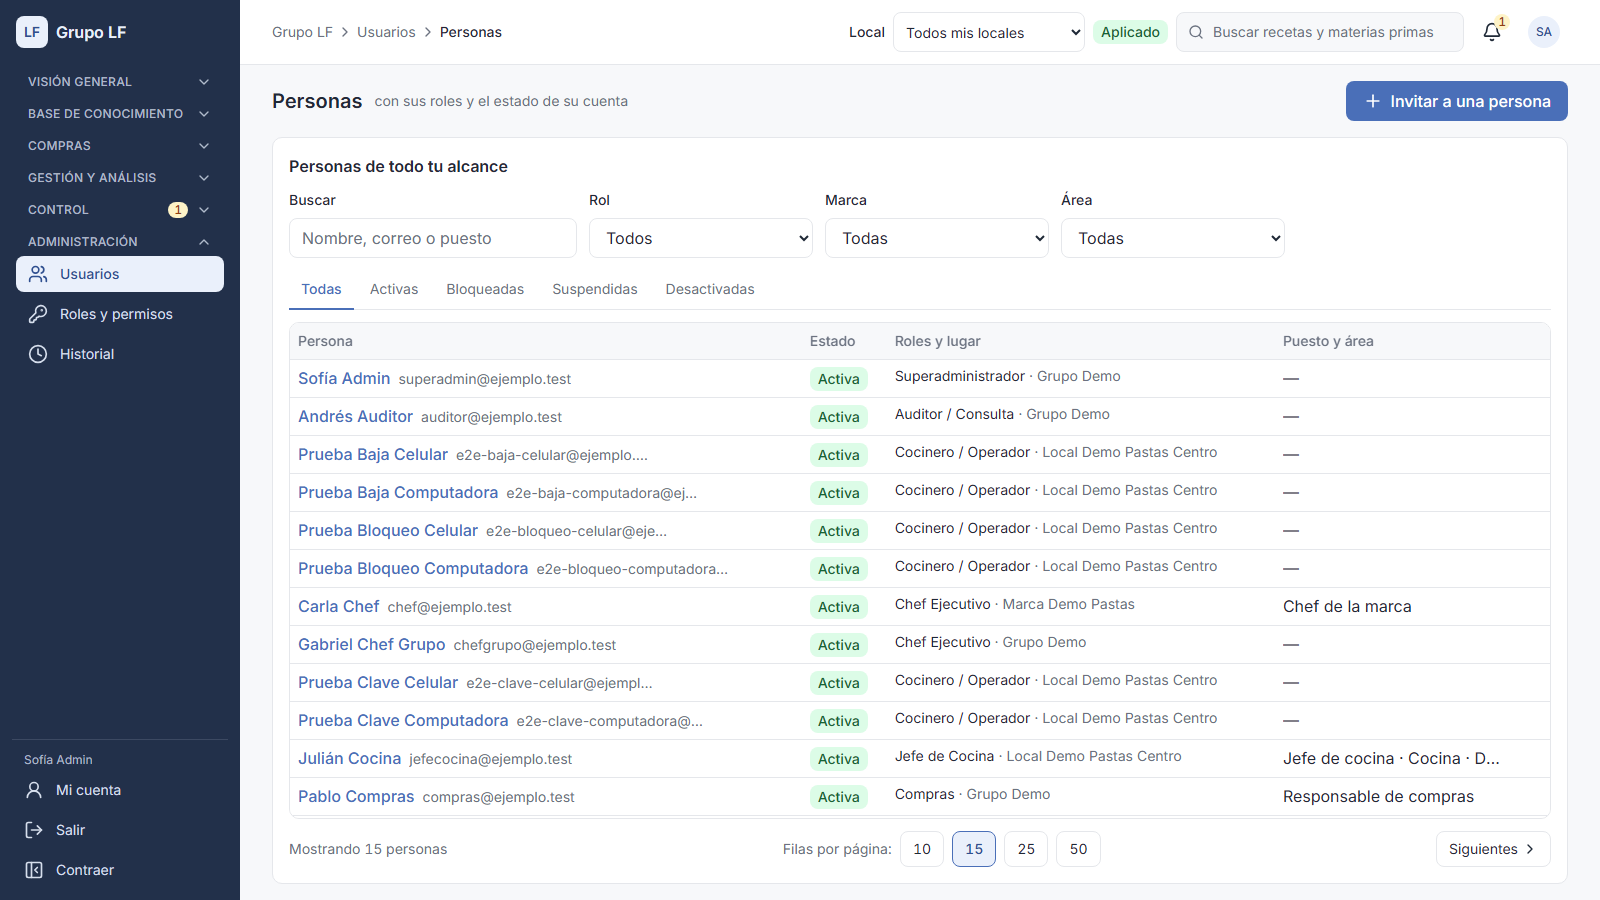 LF Grupo LF
VISIÓN GENERAL
BASE DE CONOCIMIENTO
COMPRAS
GESTIÓN Y ANÁLISIS
CONTROL 1
ADMINISTRACIÓN
Usuarios
Roles y permisos
Historial
Sofía Admin
Mi cuenta
Salir
Contraer
Grupo LF > Usuarios > Personas
Local Todos mis locales Aplicado Buscar recetas y materias primas 1 SA
Personas con sus roles y el estado de su cuenta
+ Invitar a una persona
Personas de todo tu alcance
Buscar Rol Marca Área
Nombre, correo o puesto Todos Todas Todas
Todas Activas Bloqueadas Suspendidas Desactivadas
Persona Estado Roles y lugar Puesto y área
Sofía Admin superadmin@ejemplo.test Activa Superadministrador · Grupo Demo —
Andrés Auditor auditor@ejemplo.test Activa Auditor / Consulta · Grupo Demo —
Prueba Baja Celular e2e-baja-celular@ejemplo.... Activa Cocinero / Operador · Local Demo Pastas Centro —
Prueba Baja Computadora e2e-baja-computadora@ej... Activa Cocinero / Operador · Local Demo Pastas Centro —
Prueba Bloqueo Celular e2e-bloqueo-celular@eje... Activa Cocinero / Operador · Local Demo Pastas Centro —
Prueba Bloqueo Computadora e2e-bloqueo-computadora... Activa Cocinero / Operador · Local Demo Pastas Centro —
Carla Chef chef@ejemplo.test Activa Chef Ejecutivo · Marca Demo Pastas Chef de la marca
Gabriel Chef Grupo chefgrupo@ejemplo.test Activa Chef Ejecutivo · Grupo Demo —
Prueba Clave Celular e2e-clave-celular@ejempl... Activa Cocinero / Operador · Local Demo Pastas Centro —
Prueba Clave Computadora e2e-clave-computadora@... Activa Cocinero / Operador · Local Demo Pastas Centro —
Julián Cocina jefecocina@ejemplo.test Activa Jefe de Cocina · Local Demo Pastas Centro Jefe de cocina · Cocina · D...
Pablo Compras compras@ejemplo.test Activa Compras · Grupo Demo Responsable de compras
Mostrando 15 personas Filas por página: 10 15 25 50 Siguientes >